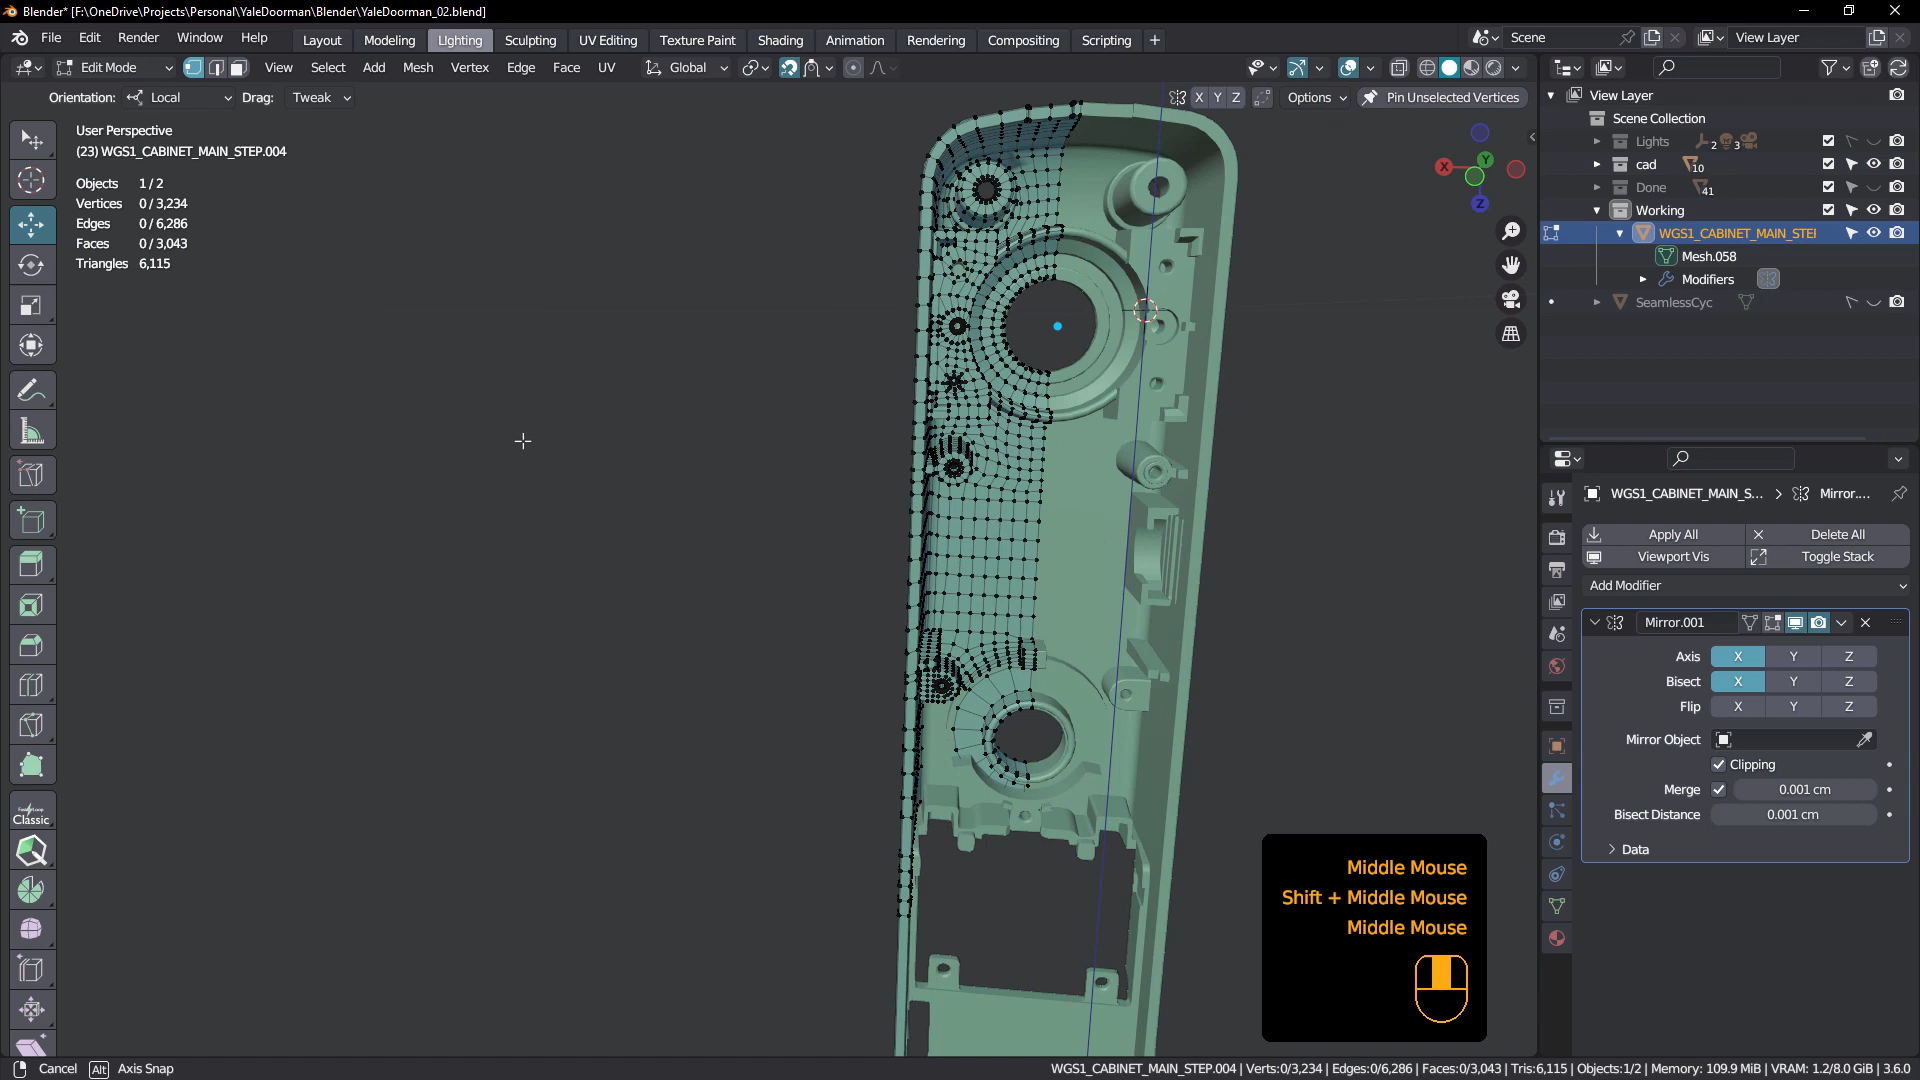 Blender* [F:\OneDrive\Projects\Personal\YaleDoorman\Blender\YaleDoorman_02.blend]
File Edit Render Window Help Layout Modeling Lighting Sculpting UV Editing Texture Paint Shading Animation Rendering Compositing Scripting + Scene View Layer
Edit Mode View Select Add Mesh Vertex Edge Face UV Global
Orientation: Local Drag: Tweak X Y Z Options Pin Unselected Vertices
User Perspective
(23) WGS1_CABINET_MAIN_STEP.004
Objects 1 / 2
Vertices 0 / 3,234
Edges 0 / 6,286
Faces 0 / 3,043
Triangles 6,115
X Y Z
Classic
View Layer
Scene Collection
Lights 2 3
cad 10
Done 41
Working
WGS1_CABINET_MAIN_STEI
Mesh.058
Modifiers
SeamlessCyc
WGS1_CABINET_MAIN_S... > Mirror....
Apply All Delete All
Viewport Vis Toggle Stack
Add Modifier
Mirror.001
Axis X Y Z
Bisect X Y Z
Flip X Y Z
Mirror Object
Clipping
Merge 0.001 cm
Bisect Distance 0.001 cm
Data
Middle Mouse
Shift + Middle Mouse
Middle Mouse
Cancel Alt Axis Snap
WGS1_CABINET_MAIN_STEP.004 | Verts:0/3,234 | Edges:0/6,286 | Faces:0/3,043 | Tris:6,115 | Objects:1/2 | Memory: 109.9 MiB | VRAM: 1.2/8.0 GiB | 3.6.0